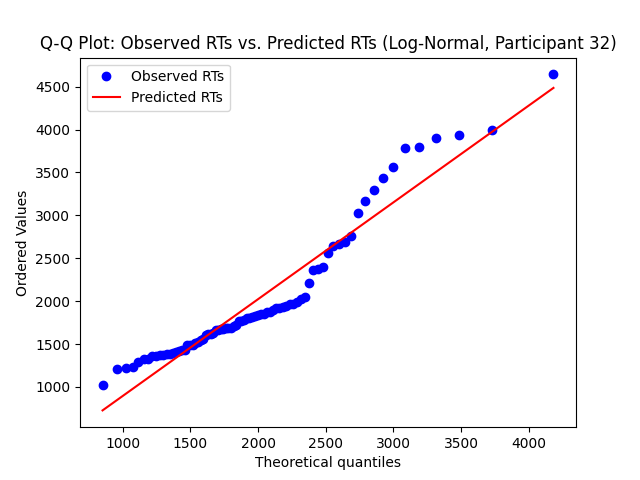 Q-Q Plot: Observed RTs vs. Predicted RTs (Log-Normal, Participant 32)
Observed RTs
Predicted RTs
Ordered Values
4500
4000
3500
3000
2500
2000
1500
1000
1000 1500 2000 2500 3000 3500 4000
Theoretical quantiles